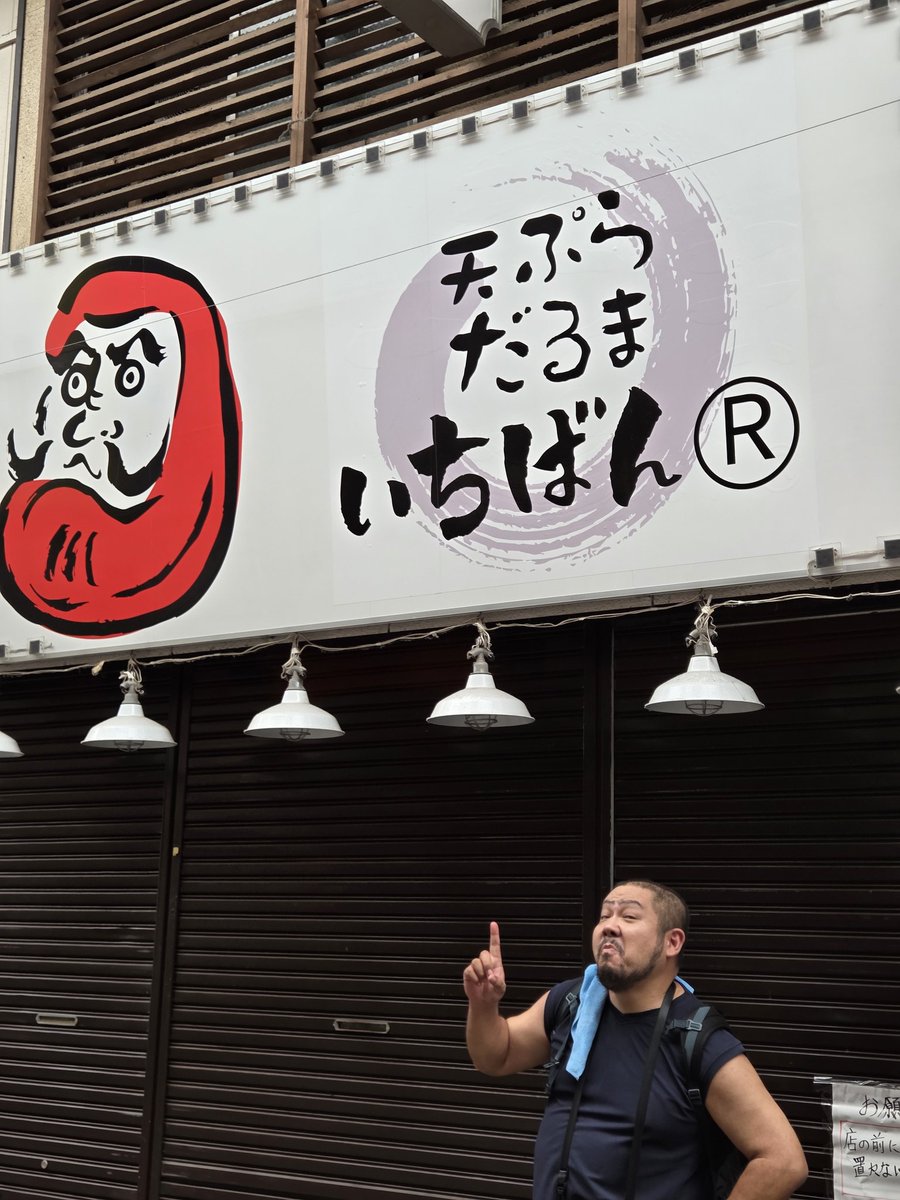 天ぷら
だるま
いちばん®
お願
店の前に
置かない